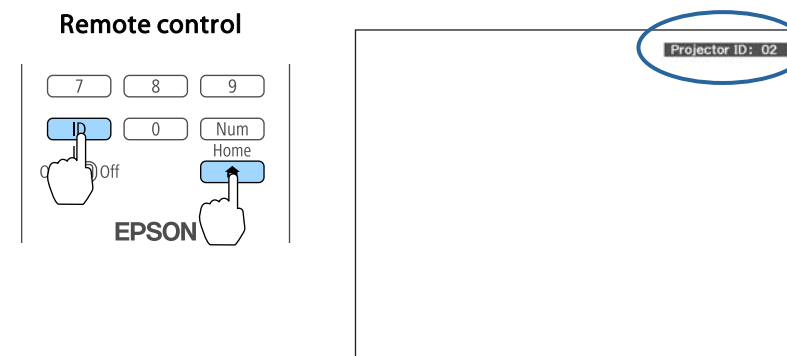 Remote control
Projector ID: 02
7 8 9
ID 0 Num
Home
Off
EPSON